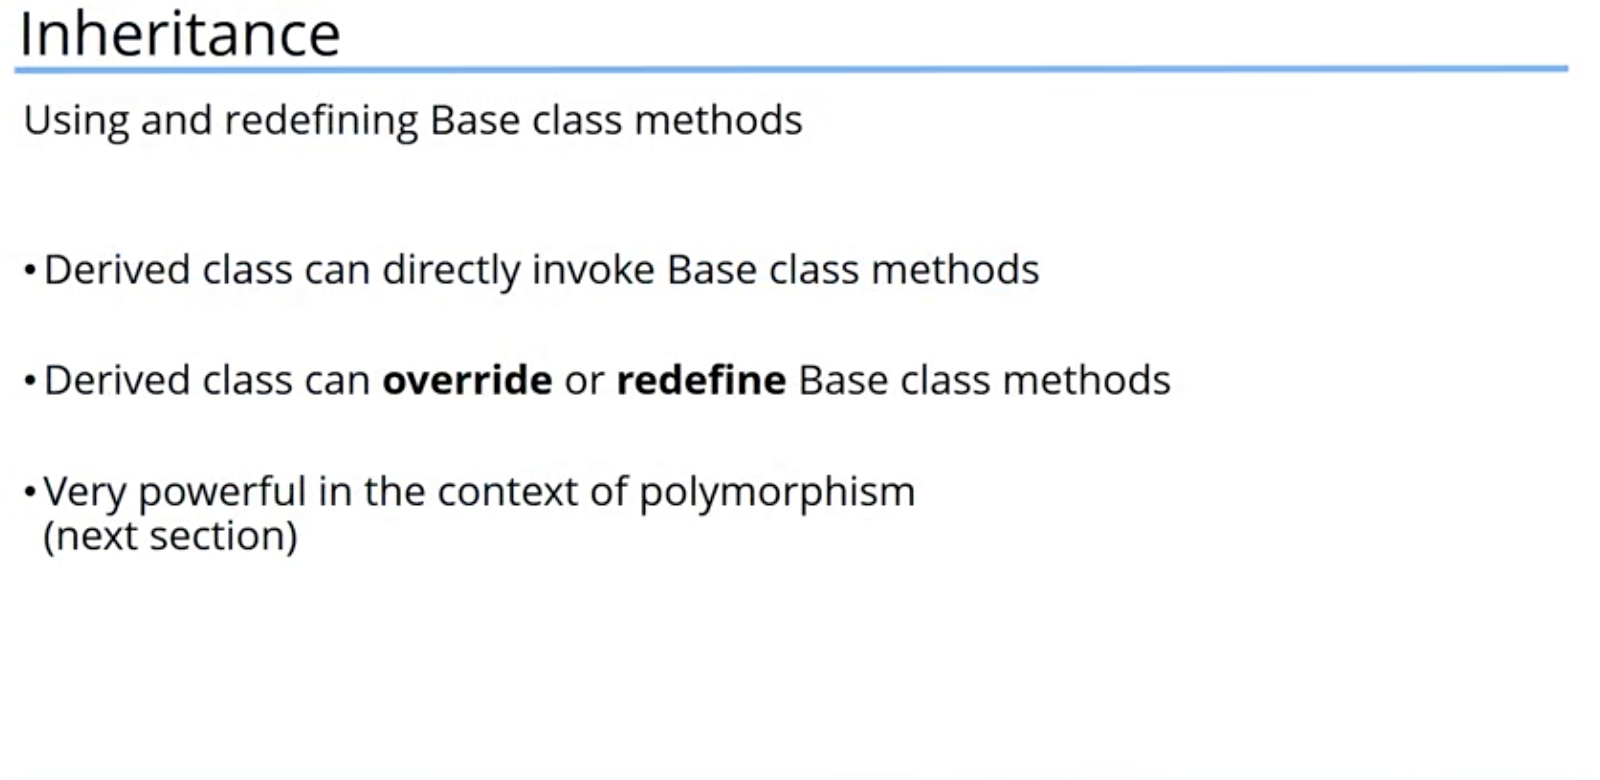 Inheritance
Using and redefining Base class methods
• Derived class can directly invoke Base class methods
• Derived class can override or redefine Base class methods
• Very powerful in the context of polymorphism
(next section)